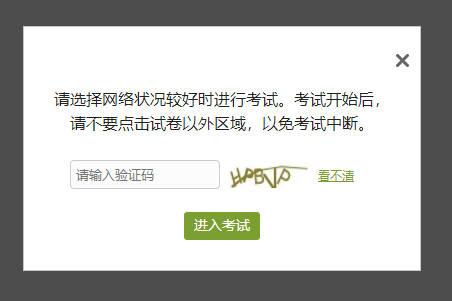 请选择网络状况较好时进行考试。考试开始后，
请不要点击试卷以外区域，以免考试中断。
请输入验证码
看不清
进入考试